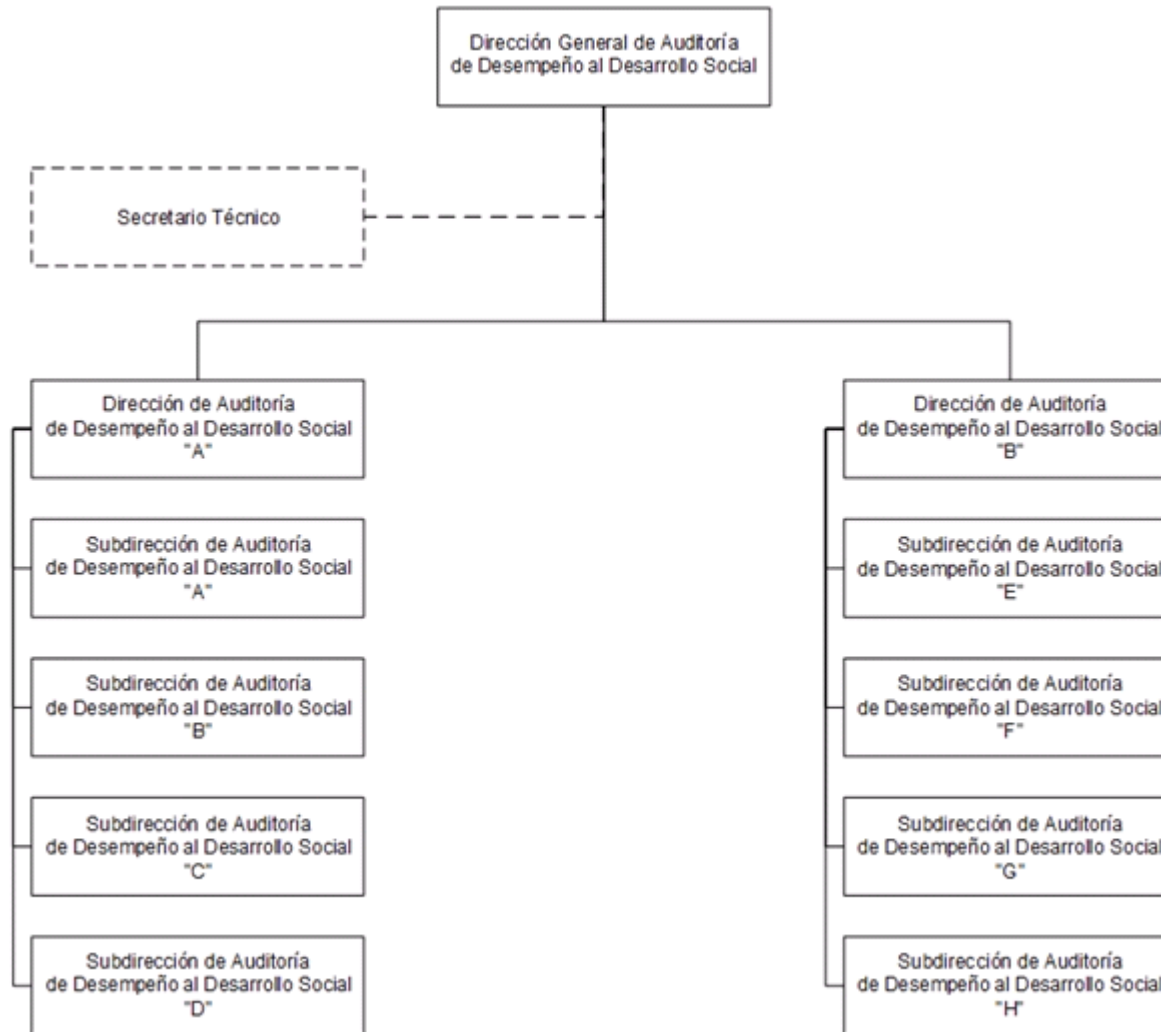 Dirección General de Auditoría
de Desempeño al Desarrollo Social
Secretario Técnico
Dirección de Auditoría
de Desempeño al Desarrollo Social
"A"
Dirección de Auditoría
de Desempeño al Desarrollo Social
"B"
Subdirección de Auditoría
de Desempeño al Desarrollo Social
"A"
Subdirección de Auditoría
de Desempeño al Desarrollo Social
"E"
Subdirección de Auditoría
de Desempeño al Desarrollo Social
"B"
Subdirección de Auditoría
de Desempeño al Desarrollo Social
"F"
Subdirección de Auditoría
de Desempeño al Desarrollo Social
"C"
Subdirección de Auditoría
de Desempeño al Desarrollo Social
"G"
Subdirección de Auditoría
de Desempeño al Desarrollo Social
"D"
Subdirección de Auditoría
de Desempeño al Desarrollo Social
"H"